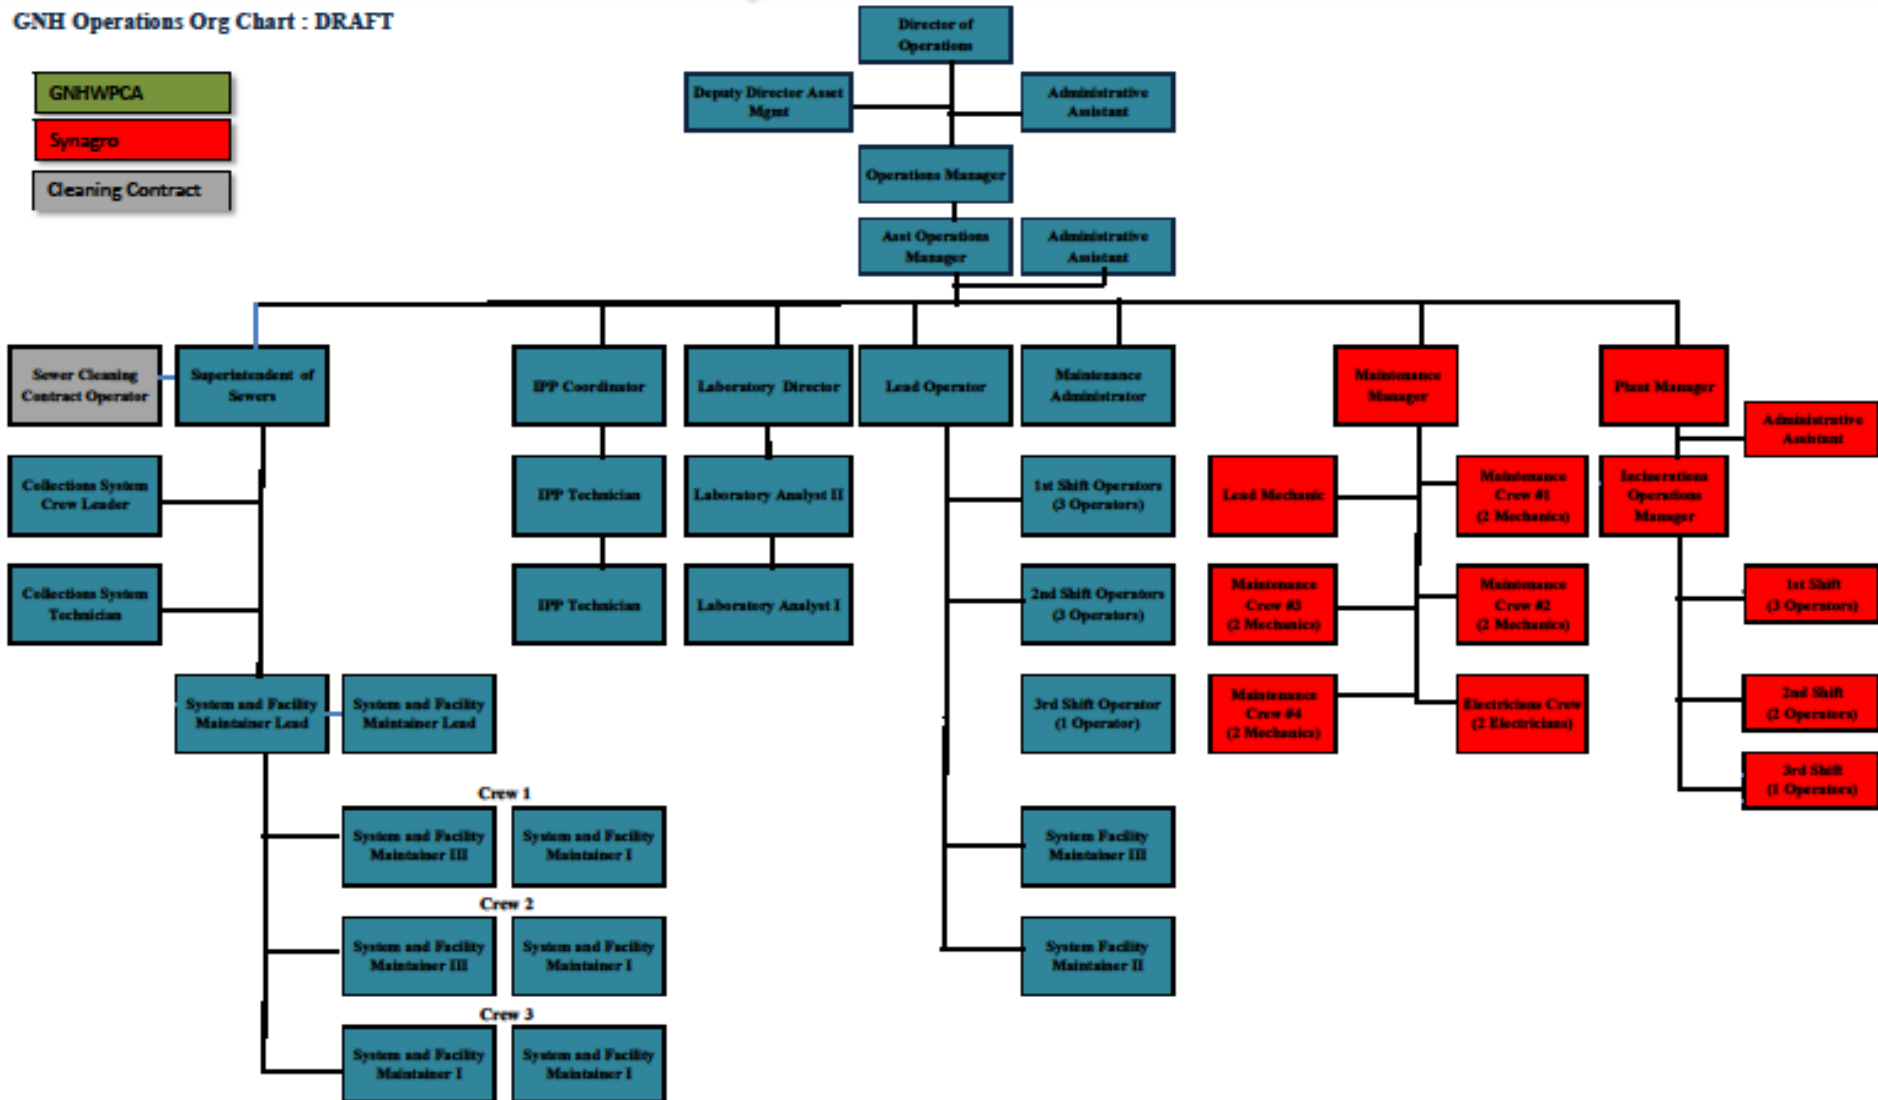 GNH Operations Org Chart : DRAFT
GNHWPCA
Synagro
Cleaning Contract
Director of
Operations
Deputy Director Asset
Mgmt
Administrative
Assistant
Operations Manager
Asst Operations
Manager
Administrative
Assistant
Sewer Cleaning
Contract Operator
Superintendent of
Sewers
IPP Coordinator
Laboratory Director
Lead Operator
Maintenance
Administrator
Maintenance
Manager
Plant Manager
Administrative
Assistant
Collections System
Crew Leader
IPP Technician
Laboratory Analyst II
1st Shift Operators
(3 Operators)
Lead Mechanic
Maintenance
Crew #1
(2 Mechanics)
Incinerations
Operations
Manager
Collections System
Technician
IPP Technician
Laboratory Analyst I
2nd Shift Operators
(3 Operators)
Maintenance
Crew #3
(2 Mechanics)
Maintenance
Crew #2
(2 Mechanics)
1st Shift
(3 Operators)
System and Facility
Maintainer Lead
System and Facility
Maintainer Lead
3rd Shift Operator
(1 Operator)
Maintenance
Crew #4
(2 Mechanics)
Electricians Crew
(2 Electricians)
2nd Shift
(2 Operators)
3rd Shift
(1 Operators)
Crew 1
System and Facility
Maintainer III
System and Facility
Maintainer I
System Facility
Maintainer III
Crew 2
System and Facility
Maintainer III
System and Facility
Maintainer I
System Facility
Maintainer II
Crew 3
System and Facility
Maintainer I
System and Facility
Maintainer I